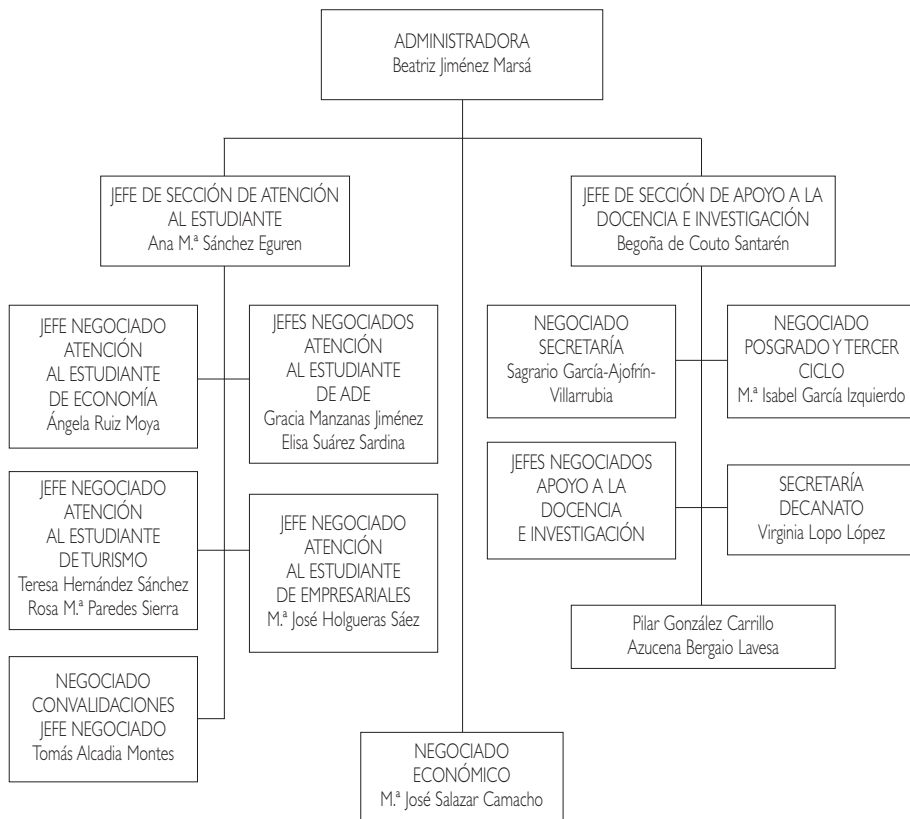 ADMINISTRADORA
Beatriz Jiménez Marsá
JEFE DE SECCIÓN DE ATENCIÓN
AL ESTUDIANTE
Ana M.ª Sánchez Eguren
JEFE DE SECCIÓN DE APOYO A LA
DOCENCIA E INVESTIGACIÓN
Begoña de Couto Santarén
JEFE NEGOCIADO
ATENCIÓN
AL ESTUDIANTE
DE ECONOMÍA
Ángela Ruiz Moya
JEFES NEGOCIADOS
ATENCIÓN
AL ESTUDIANTE
DE ADE
Gracia Manzanas Jiménez
Elisa Suárez Sardina
NEGOCIADO
SECRETARÍA
Sagrario García-Ajofrín-
Villarrubia
NEGOCIADO
POSGRADO Y TERCER
CICLO
M.ª Isabel García Izquierdo
JEFE NEGOCIADO
ATENCIÓN
AL ESTUDIANTE
DE TURISMO
Teresa Hernández Sánchez
Rosa M.ª Paredes Sierra
JEFE NEGOCIADO
ATENCIÓN
AL ESTUDIANTE
DE EMPRESARIALES
M.ª José Holgueras Sáez
JEFES NEGOCIADOS
APOYO A LA
DOCENCIA
E INVESTIGACIÓN
SECRETARÍA
DECANATO
Virginia Lopo López
Pilar González Carrillo
Azucena Bergaio Lavesa
NEGOCIADO
CONVALIDACIONES
JEFE NEGOCIADO
Tomás Alcadia Montes
NEGOCIADO
ECONÓMICO
M.ª José Salazar Camacho